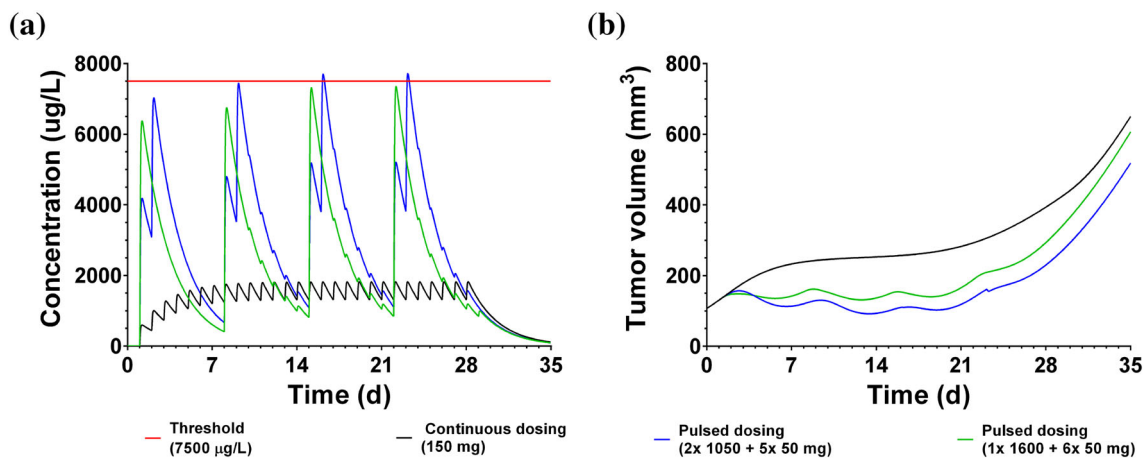 (a)
(b)
Concentration (ug/L)
8000
6000
4000
2000
0
0 7 14 21 28 35
Time (d)
Tumor volume (mm³)
800
600
400
200
0
0 7 14 21 28 35
Time (d)
Threshold
(7500 µg/L)
Continuous dosing
(150 mg)
Pulsed dosing
(2x 1050 + 5x 50 mg)
Pulsed dosing
(1x 1600 + 6x 50 mg)